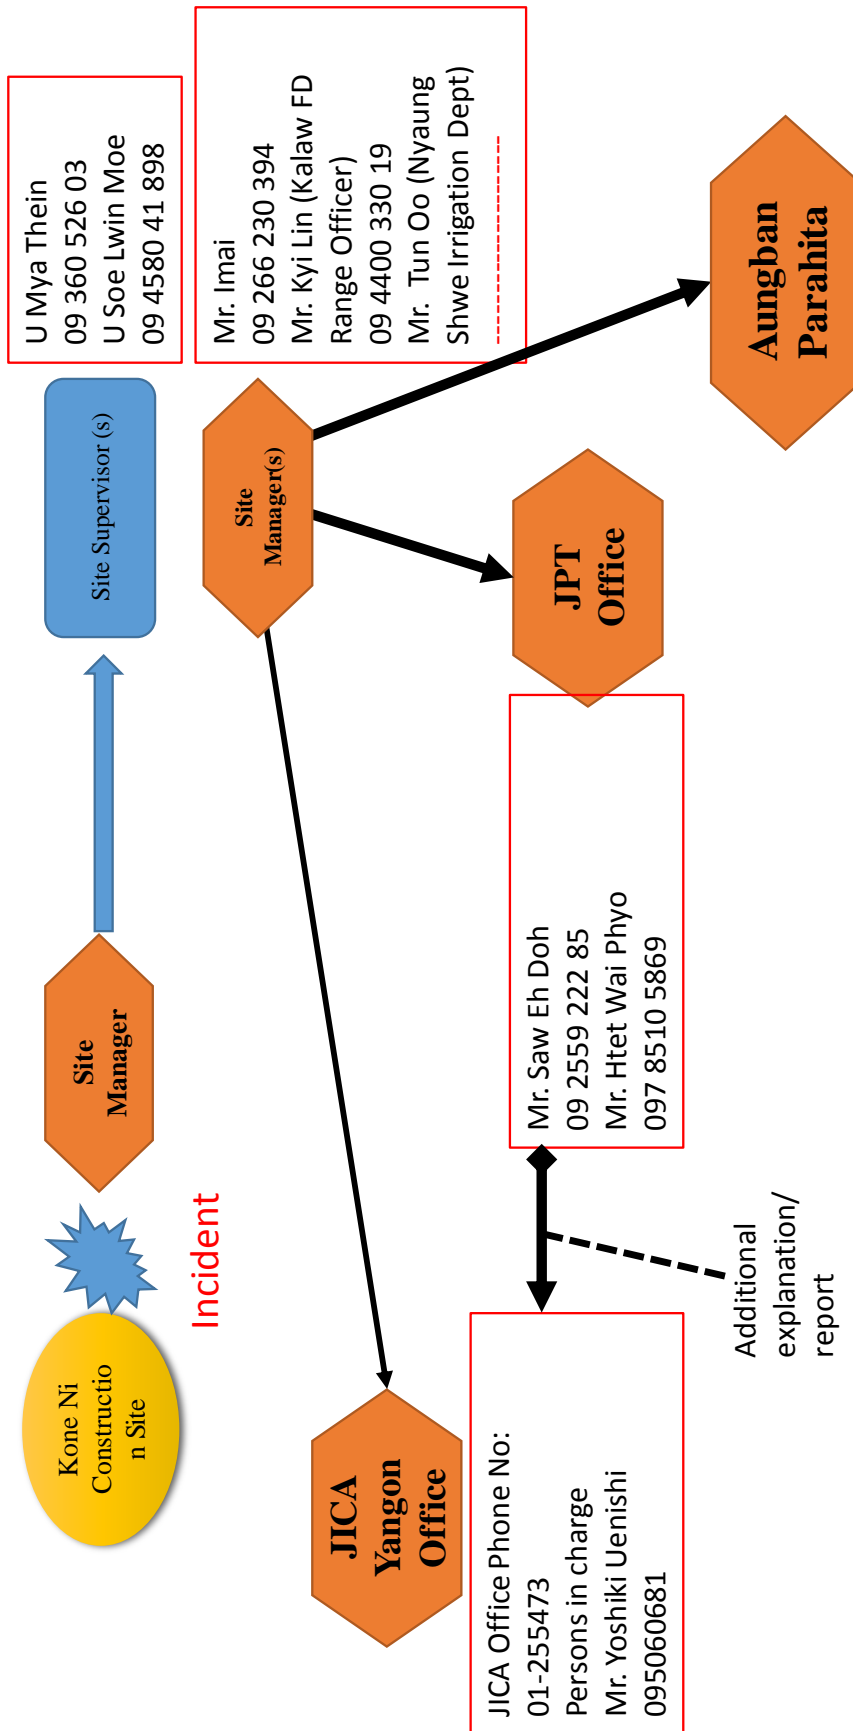 Kone Ni
Constructio
n Site
Incident
Site
Manager
Site Supervisor (s)
U Mya Thein
09 360 526 03
U Soe Lwin Moe
09 4580 41 898
Site
Manager(s)
Mr. Imai
09 266 230 394
Mr. Kyi Lin (Kalaw FD
Range Officer)
09 4400 330 19
Mr. Tun Oo (Nyaung
Shwe Irrigation Dept)
JICA
Yangon
Office
JICA Office Phone No:
01-255473
Persons in charge
Mr. Yoshiki Uenishi
095060681
Additional
explanation/
report
Mr. Saw Eh Doh
09 2559 222 85
Mr. Htet Wai Phyo
097 8510 5869
JPT
Office
Aungban
Parahita